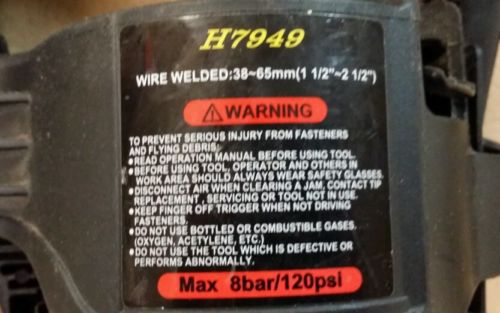 H7949
WIRE WELDED:38~65mm(1 1/2"~2 1/2")
⚠WARNING
TO PREVENT SERIOUS INJURY FROM FASTENERS
AND FLYING DEBRIS:
•READ OPERATION MANUAL BEFORE USING TOOL.
•BEFORE USING TOOL, OPERATOR AND OTHERS IN
WORK AREA SHOULD ALWAYS WEAR SAFETY GLASSES.
•DISCONNECT AIR WHEN CLEARING A JAM, CONTACT TIP
REPLACEMENT , SERVICING OR TOOL NOT IN USE.
•KEEP FINGER OFF TRIGGER WHEN NOT DRIVING
FASTENERS.
•DO NOT USE BOTTLED OR COMBUSTIBLE GASES.
(OXYGEN, ACETYLENE, ETC.)
•DO NOT USE THE TOOL WHICH IS DEFECTIVE OR
PERFORMS ABNORMALLY.
Max 8bar/120psi